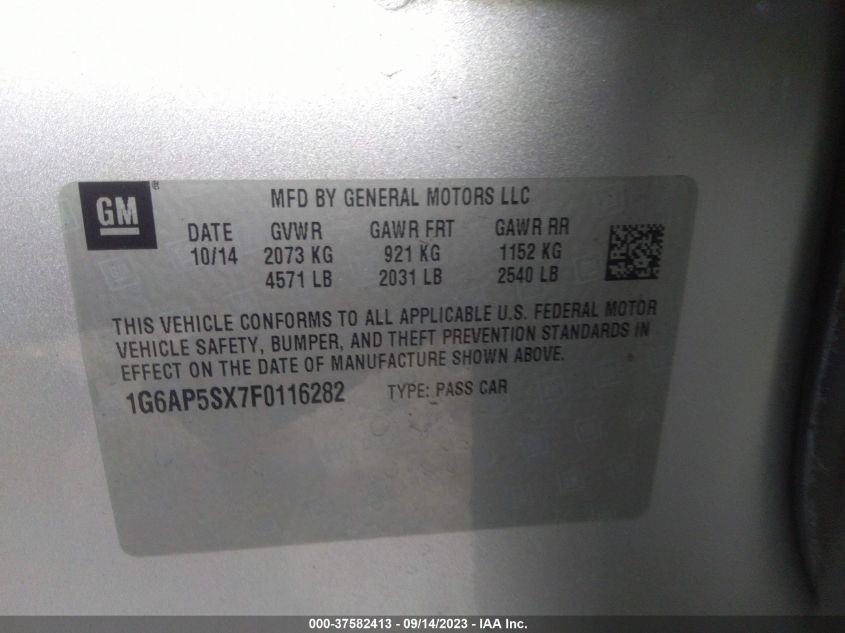 GM ®
MFD BY GENERAL MOTORS LLC
DATE GVWR GAWR FRT GAWR RR
10/14 2073 KG 921 KG 1152 KG
4571 LB 2031 LB 2540 LB
THIS VEHICLE CONFORMS TO ALL APPLICABLE U.S. FEDERAL MOTOR
VEHICLE SAFETY, BUMPER, AND THEFT PREVENTION STANDARDS IN
EFFECT ON THE DATE OF MANUFACTURE SHOWN ABOVE.
1G6AP5SX7F0116282 TYPE: PASS CAR
000-37582413 - 09/14/2023 - IAA Inc.